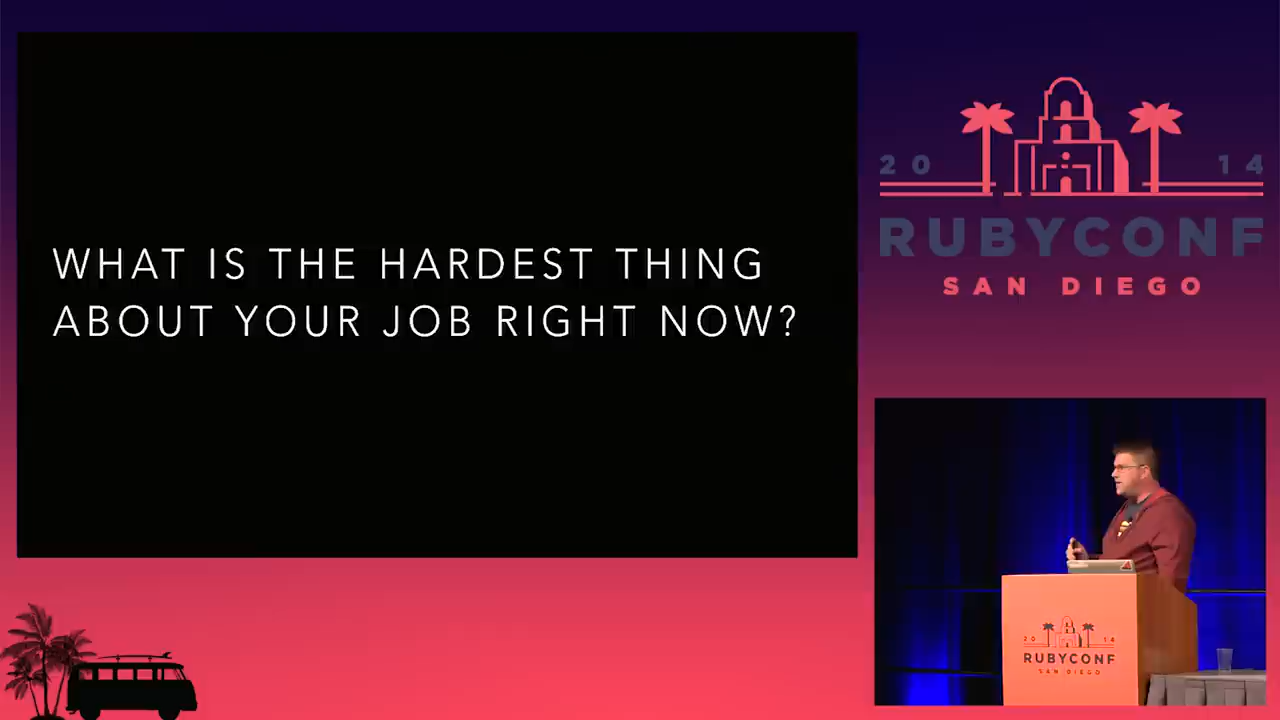 WHAT IS THE HARDEST THING
ABOUT YOUR JOB RIGHT NOW?
20 14
RUBYCONF
SAN DIEGO
20 14
RUBYCONF
SAN DIEGO